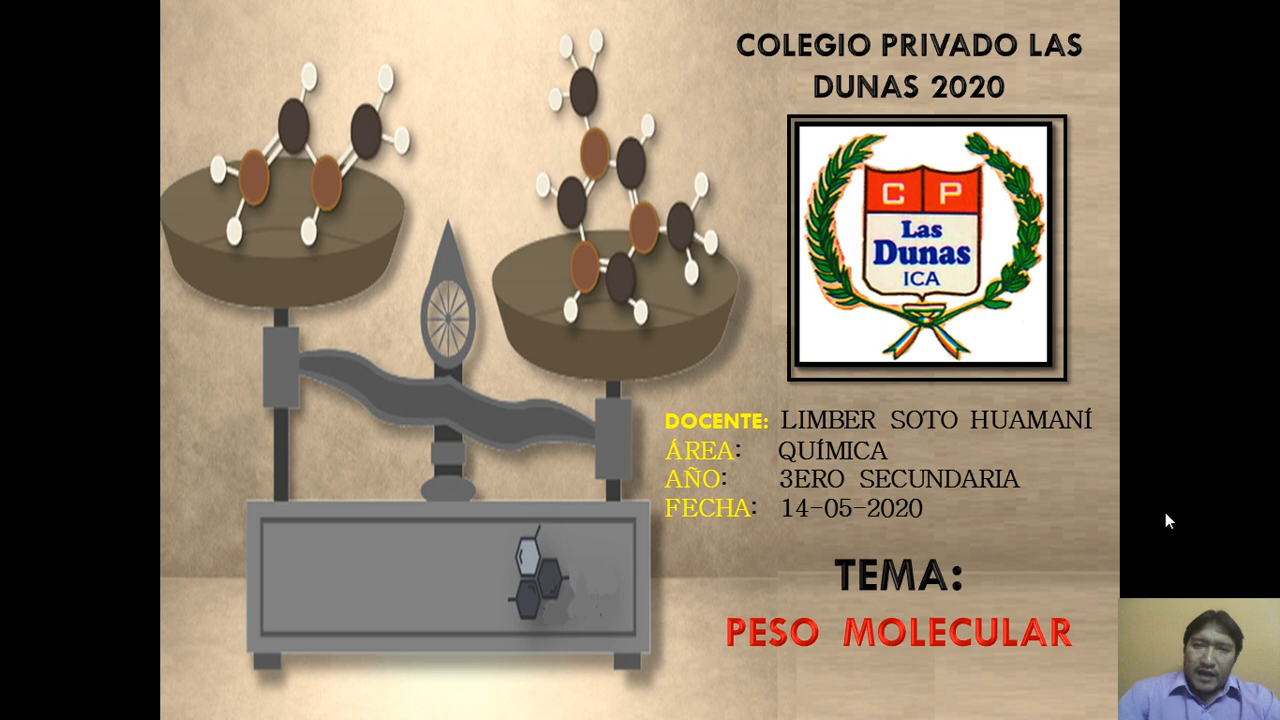 COLEGIO PRIVADO LAS
DUNAS 2020
C P
Las
Dunas
ICA
DOCENTE: LIMBER SOTO HUAMANÍ
ÁREA: QUÍMICA
AÑO: 3ERO SECUNDARIA
FECHA: 14-05-2020
TEMA:
PESO MOLECULAR